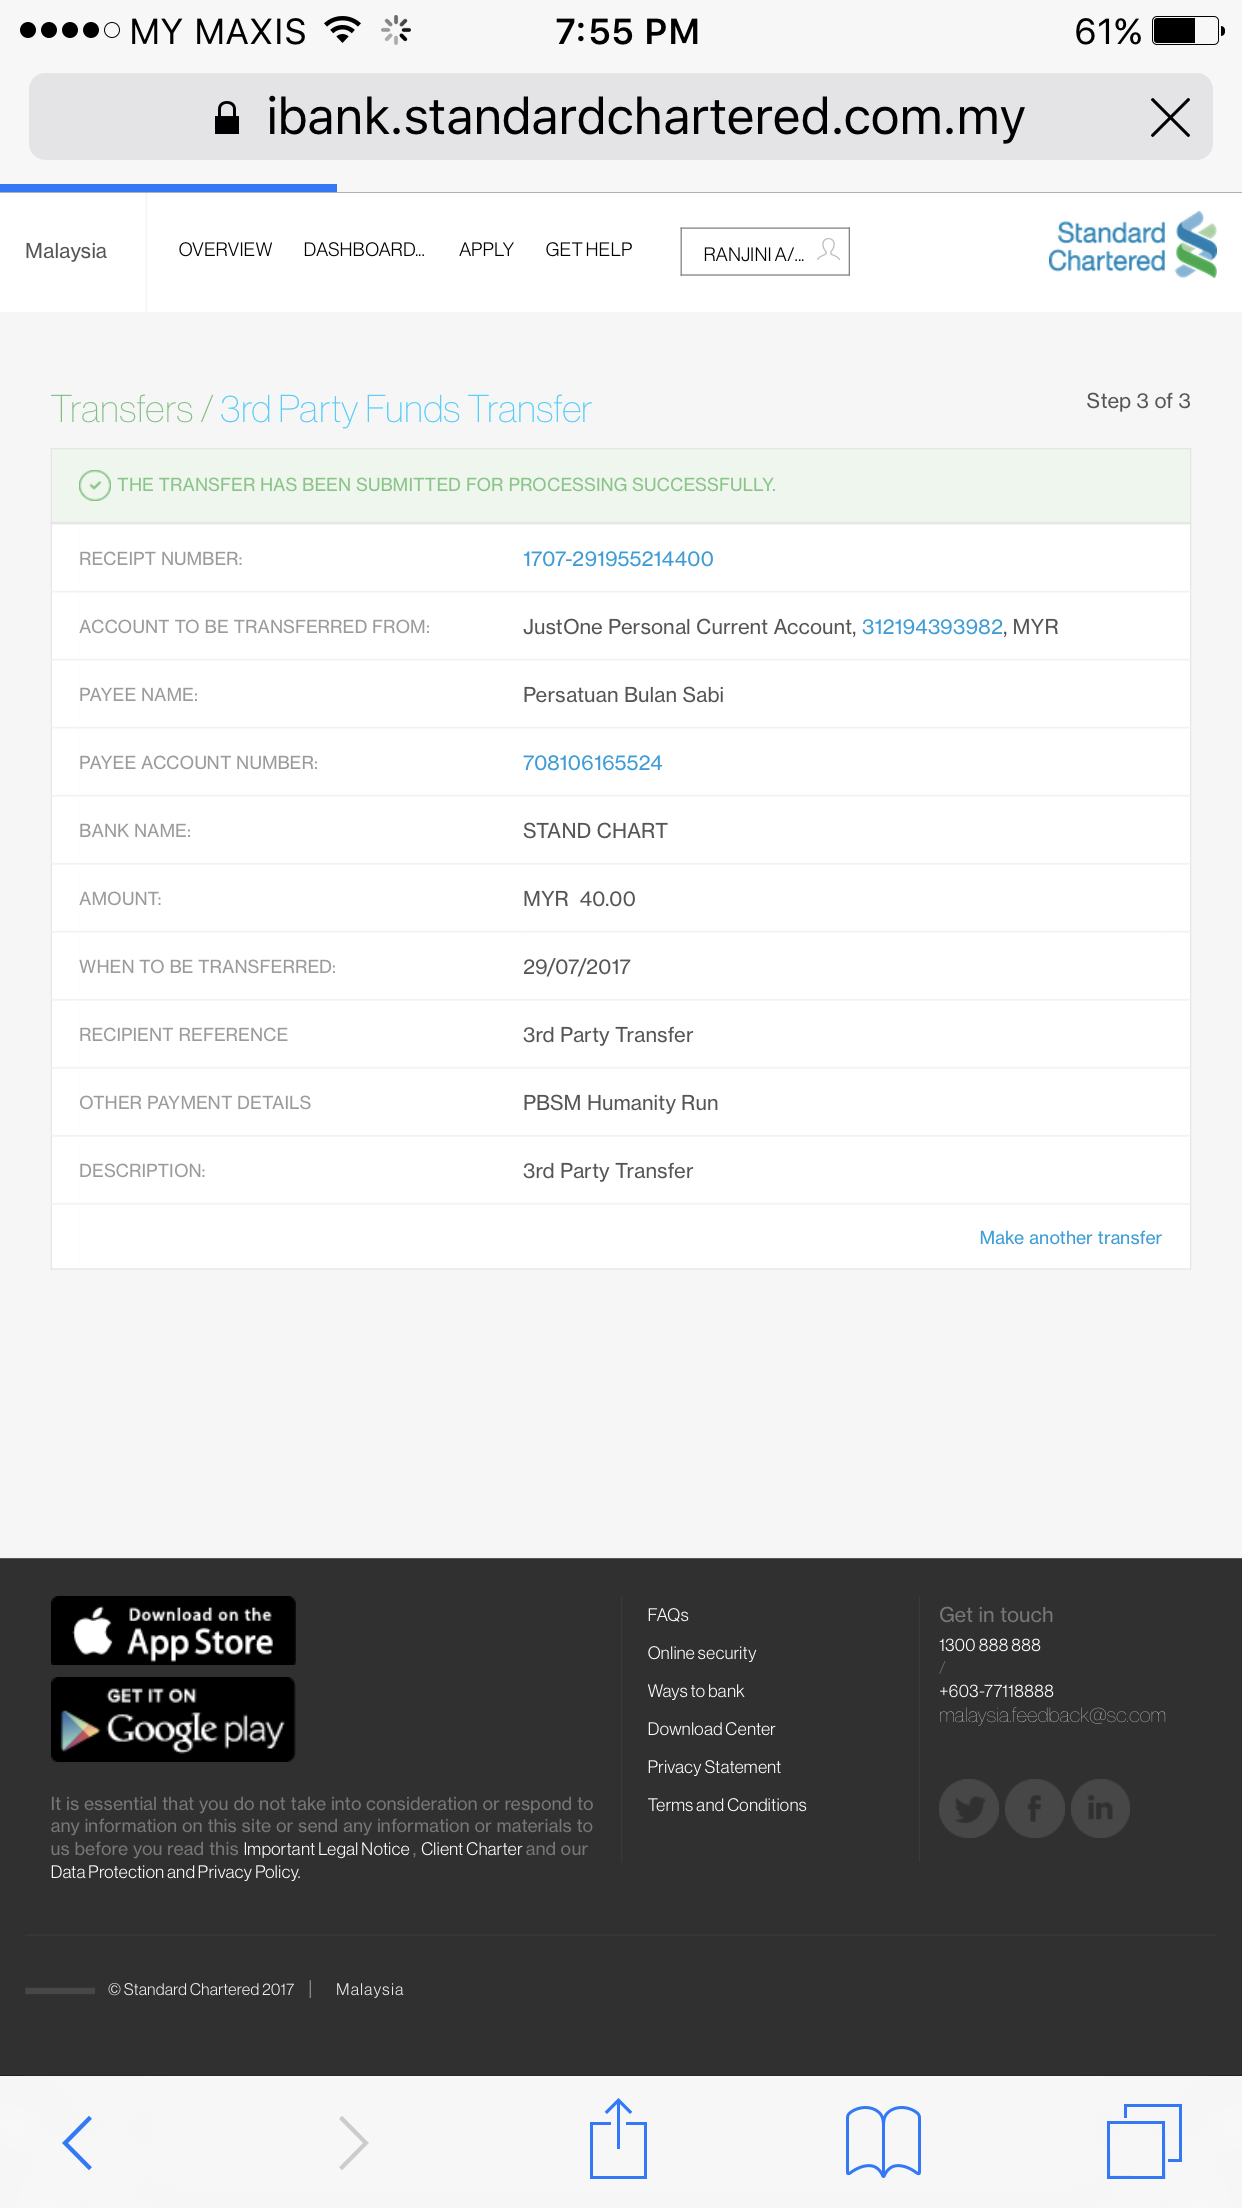 MY MAXIS 7:55 PM 61%
ibank.standardchartered.com.my
Malaysia OVERVIEW DASHBOARD... APPLY GET HELP RANJINI A/... Standard Chartered
Transfers / 3rd Party Funds Transfer Step 3 of 3
THE TRANSFER HAS BEEN SUBMITTED FOR PROCESSING SUCCESSFULLY.
RECEIPT NUMBER: 1707-291955214400
ACCOUNT TO BE TRANSFERRED FROM: JustOne Personal Current Account, 312194393982, MYR
PAYEE NAME: Persatuan Bulan Sabi
PAYEE ACCOUNT NUMBER: 708106165524
BANK NAME: STAND CHART
AMOUNT: MYR 40.00
WHEN TO BE TRANSFERRED: 29/07/2017
RECIPIENT REFERENCE 3rd Party Transfer
OTHER PAYMENT DETAILS PBSM Humanity Run
DESCRIPTION: 3rd Party Transfer
Make another transfer
Download on the
App Store
GET IT ON
Google play
It is essential that you do not take into consideration or respond to
any information on this site or send any information or materials to
us before you read this Important Legal Notice , Client Charter and our
Data Protection and Privacy Policy.
FAQs
Online security
Ways to bank
Download Center
Privacy Statement
Terms and Conditions
Get in touch
1300 888 888
/
+603-77118888
malaysia.feedback@sc.com
© Standard Chartered 2017 | Malaysia